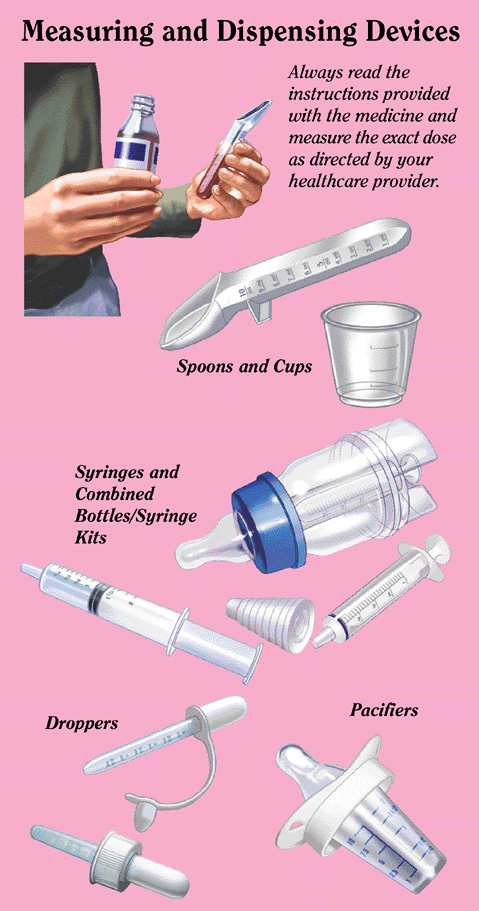 Measuring and Dispensing Devices
Always read the
instructions provided
with the medicine and
measure the exact dose
as directed by your
healthcare provider.
Spoons and Cups
Syringes and
Combined
Bottles/Syringe
Kits
Droppers
Pacifiers